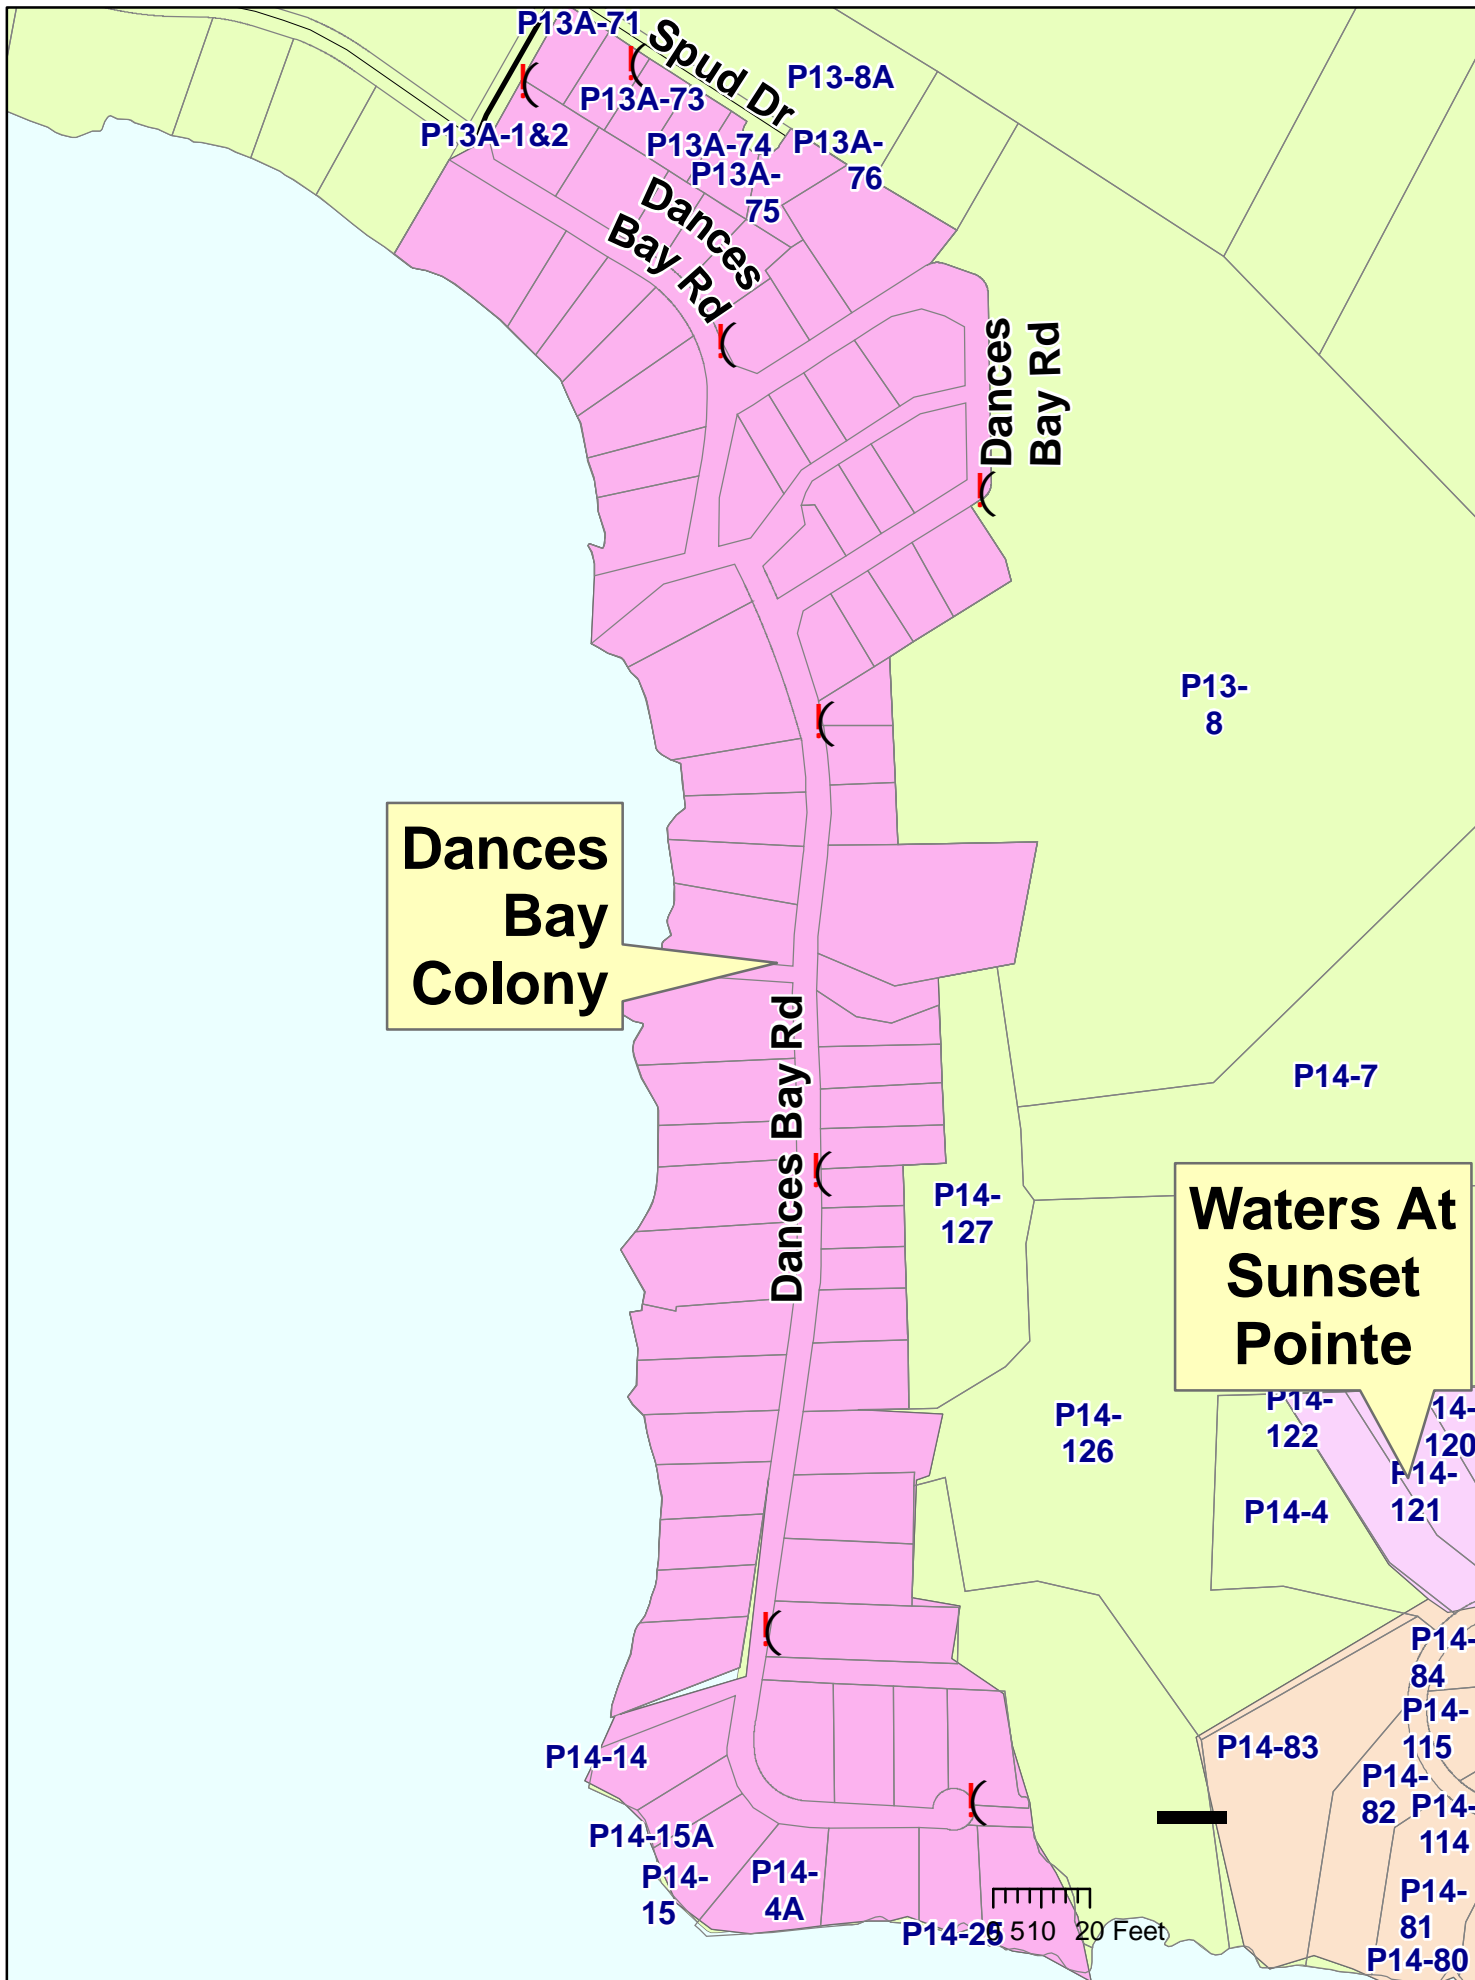 P13A-71
Spud Dr
P13-8A
P13A-73
P13A-1&2
P13A-74
P13A-
76
P13A-
75
Dances
Bay Rd
Dances
Bay Rd
P13-
8
Dances
Bay
Colony
Dances Bay Rd
P14-7
P14-
127
Waters At
Sunset
Pointe
P14-
126
P14-
122
14-
120
P14-
121
P14-4
P14-
84
P14-
115
P14-83
P14-
82
P14-
114
P14-14
P14-15A
P14-
15
P14-
4A
P14-
81
P14-25
0 5 10 20 Feet
P14-80